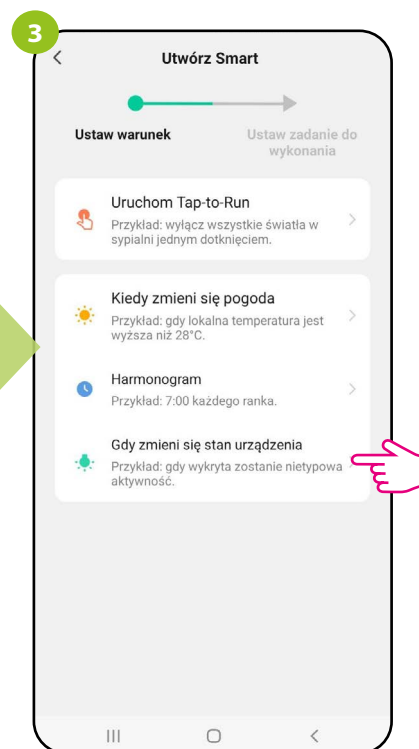 3
Utwórz Smart
Ustaw warunek
Ustaw zadanie do
wykonania
Uruchom Tap-to-Run
Przykład: wyłącz wszystkie światła w
sypialni jednym dotknięciem.
Kiedy zmieni się pogoda
Przykład: gdy lokalna temperatura jest
wyższa niż 28°C.
Harmonogram
Przykład: 7:00 każdego ranka.
Gdy zmieni się stan urządzenia
Przykład: gdy wykryta zostanie nietypowa
aktywność.